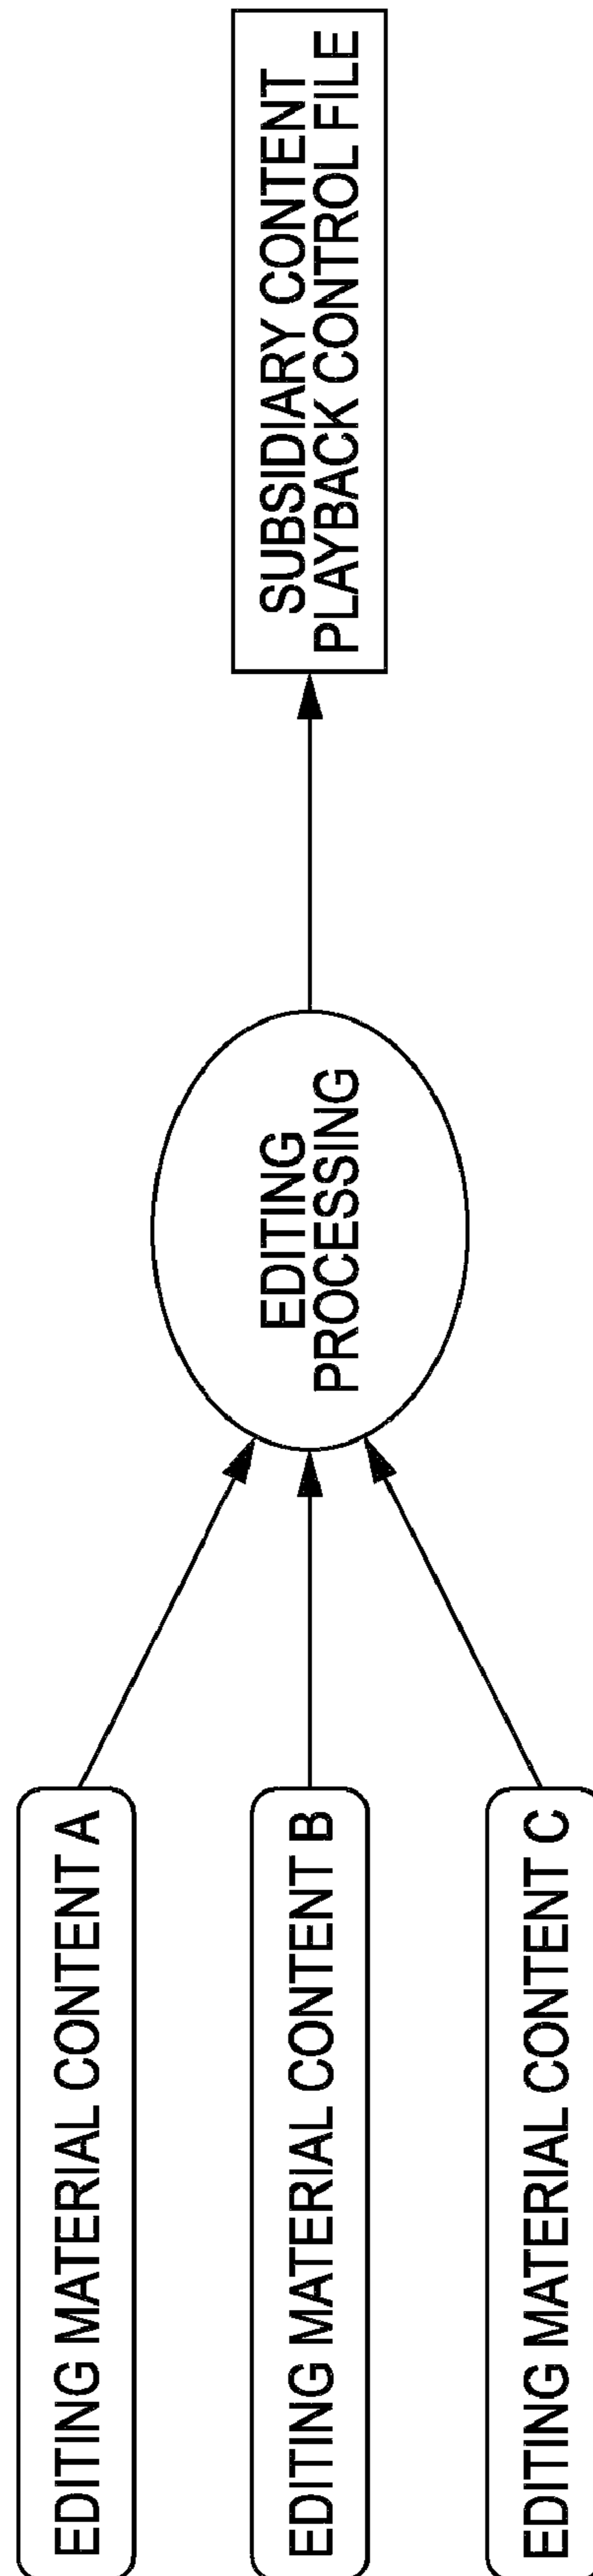 EDITING MATERIAL CONTENT A
EDITING MATERIAL CONTENT B
EDITING MATERIAL CONTENT C
EDITING
PROCESSING
SUBSIDIARY CONTENT
PLAYBACK CONTROL FILE